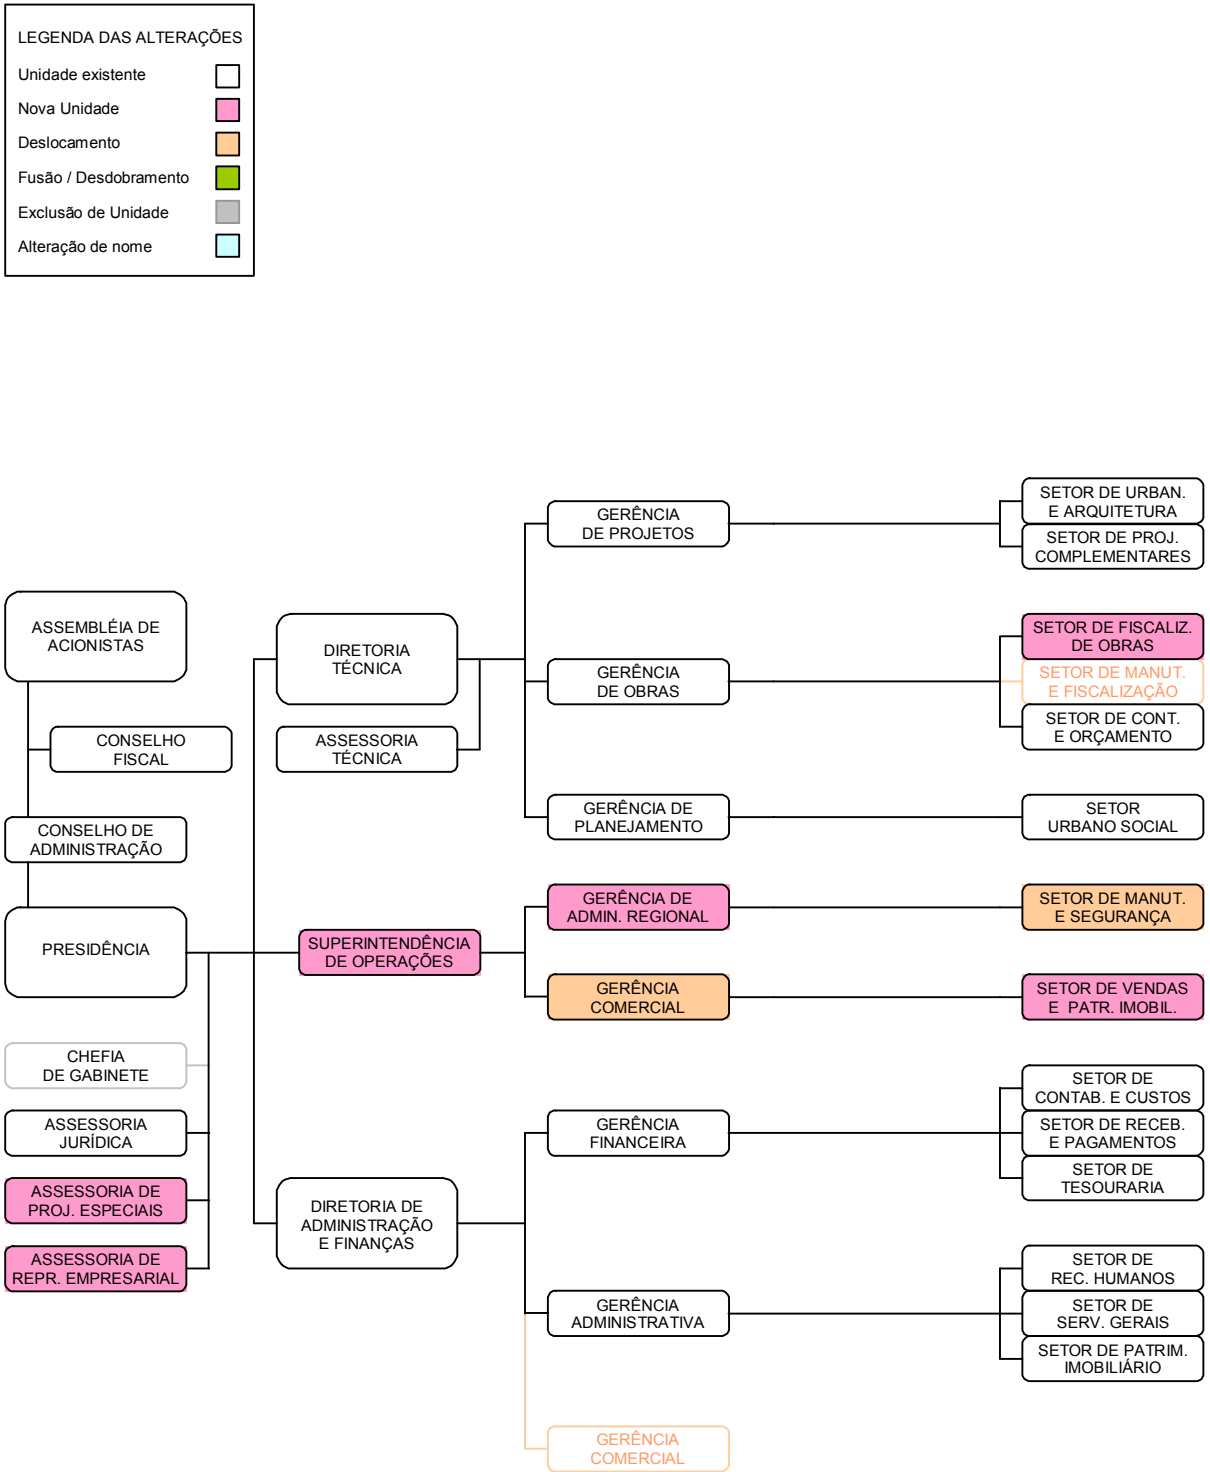 LEGENDA DAS ALTERAÇÕES
Unidade existente
Nova Unidade
Deslocamento
Fusão / Desdobramento
Exclusão de Unidade
Alteração de nome
ASSEMBLÉIA DE
ACIONISTAS
CONSELHO
FISCAL
CONSELHO DE
ADMINISTRAÇÃO
PRESIDÊNCIA
CHEFIA
DE GABINETE
ASSESSORIA
JURÍDICA
ASSESSORIA DE
PROJ. ESPECIAIS
ASSESSORIA DE
REPR. EMPRESARIAL
DIRETORIA
TÉCNICA
ASSESSORIA
TÉCNICA
SUPERINTENDÊNCIA
DE OPERAÇÕES
DIRETORIA DE
ADMINISTRAÇÃO
E FINANÇAS
GERÊNCIA
DE PROJETOS
GERÊNCIA
DE OBRAS
GERÊNCIA DE
PLANEJAMENTO
GERÊNCIA DE
ADMIN. REGIONAL
GERÊNCIA
COMERCIAL
GERÊNCIA
FINANCEIRA
GERÊNCIA
ADMINISTRATIVA
GERÊNCIA
COMERCIAL
SETOR DE URBAN.
E ARQUITETURA
SETOR DE PROJ.
COMPLEMENTARES
SETOR DE FISCALIZ.
DE OBRAS
SETOR DE MANUT.
E FISCALIZAÇÃO
SETOR DE CONT.
E ORÇAMENTO
SETOR
URBANO SOCIAL
SETOR DE MANUT.
E SEGURANÇA
SETOR DE VENDAS
E PATR. IMOBIL.
SETOR DE
CONTAB. E CUSTOS
SETOR DE RECEB.
E PAGAMENTOS
SETOR DE
TESOURARIA
SETOR DE
REC. HUMANOS
SETOR DE
SERV. GERAIS
SETOR DE PATRIM.
IMOBILIÁRIO